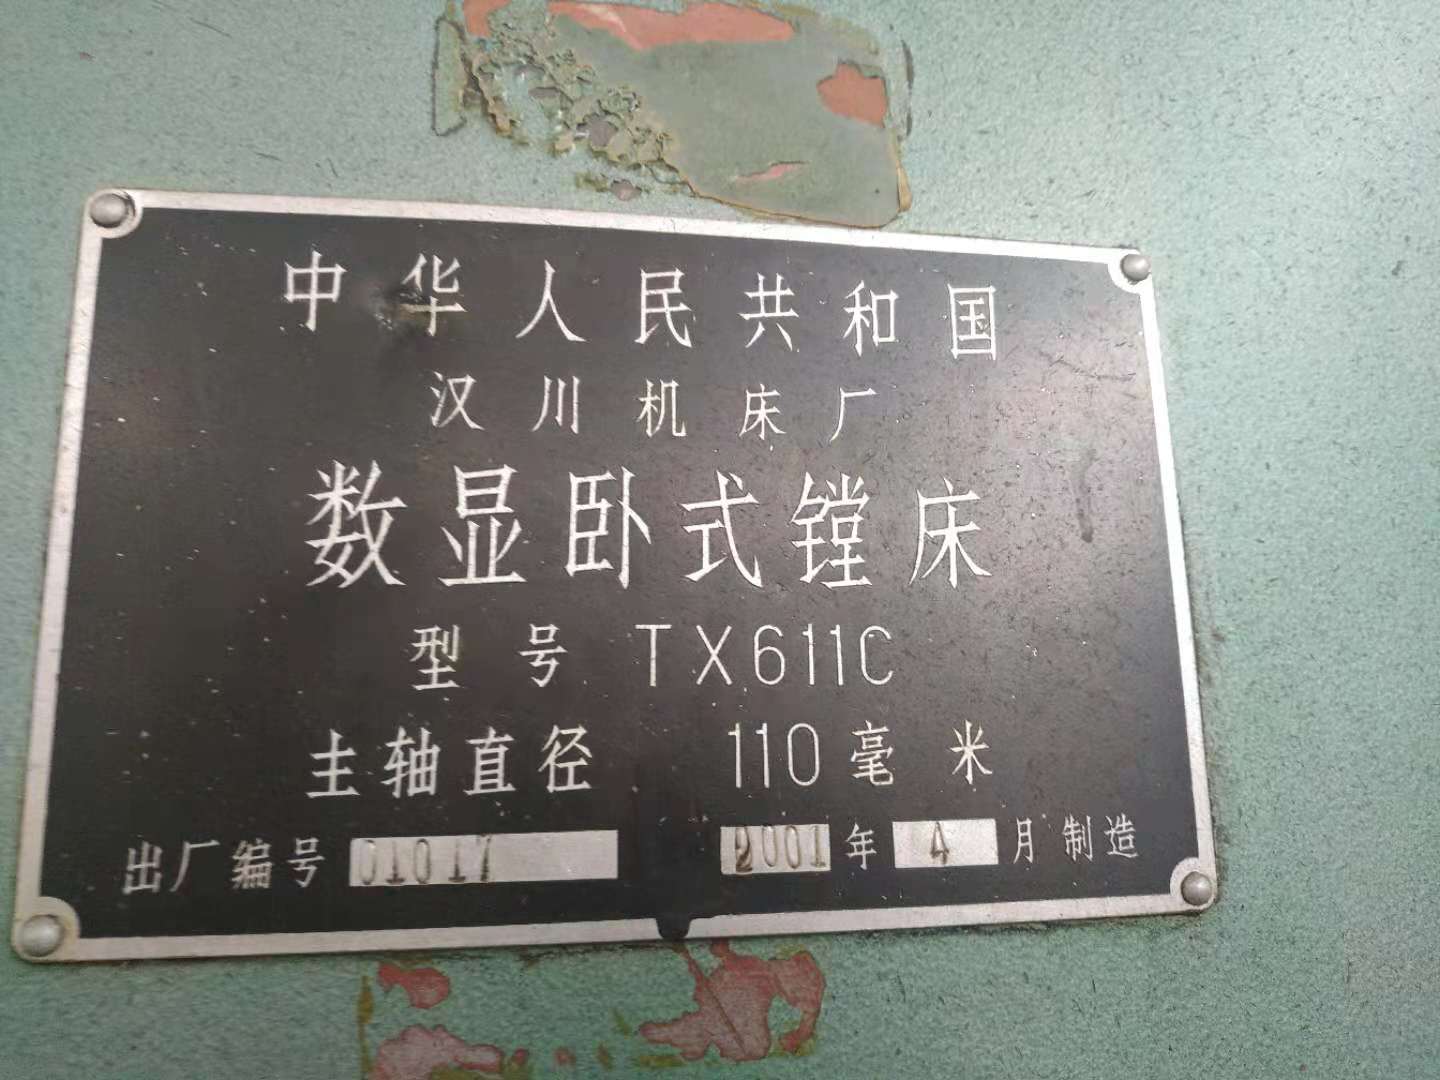 中华人民共和国
汉川机床厂
数显卧式镗床
型号 TX611C
主轴直径 110毫米
出厂编号 01017 2001年4月制造